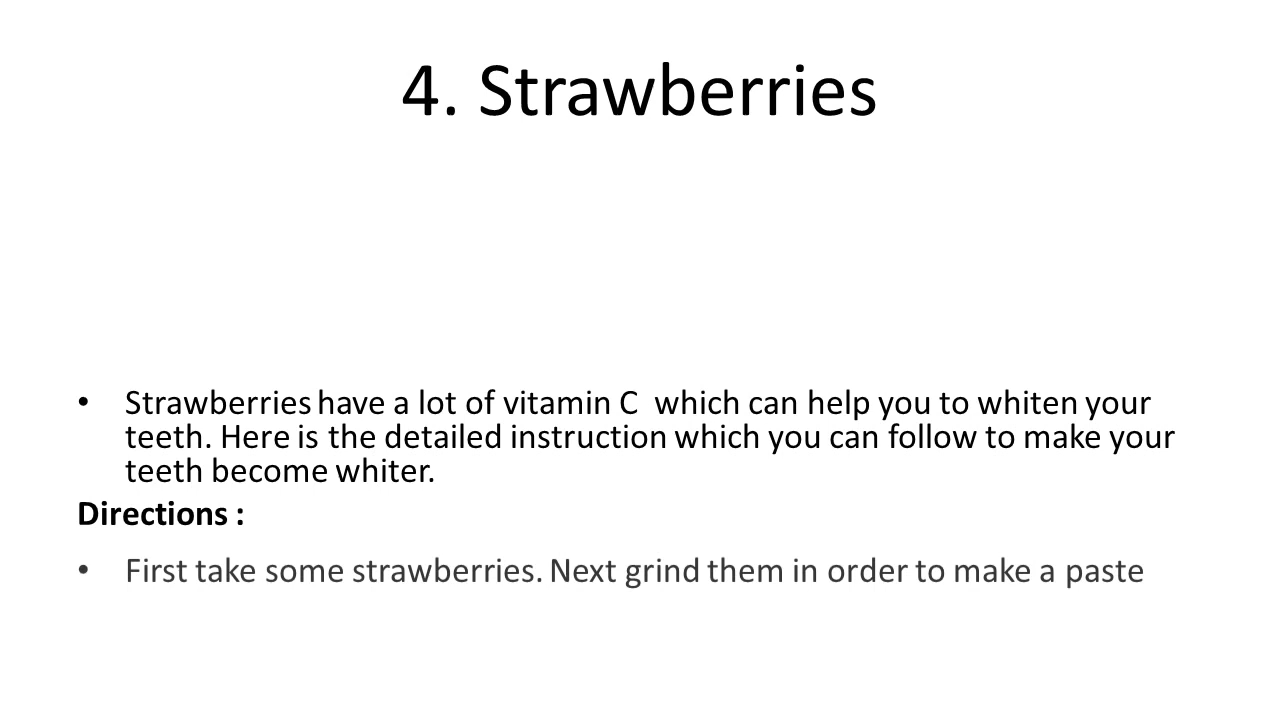 4. Strawberries
• Strawberries have a lot of vitamin C  which can help you to whiten your
teeth. Here is the detailed instruction which you can follow to make your
teeth become whiter.
Directions :
• First take some strawberries. Next grind them in order to make a paste